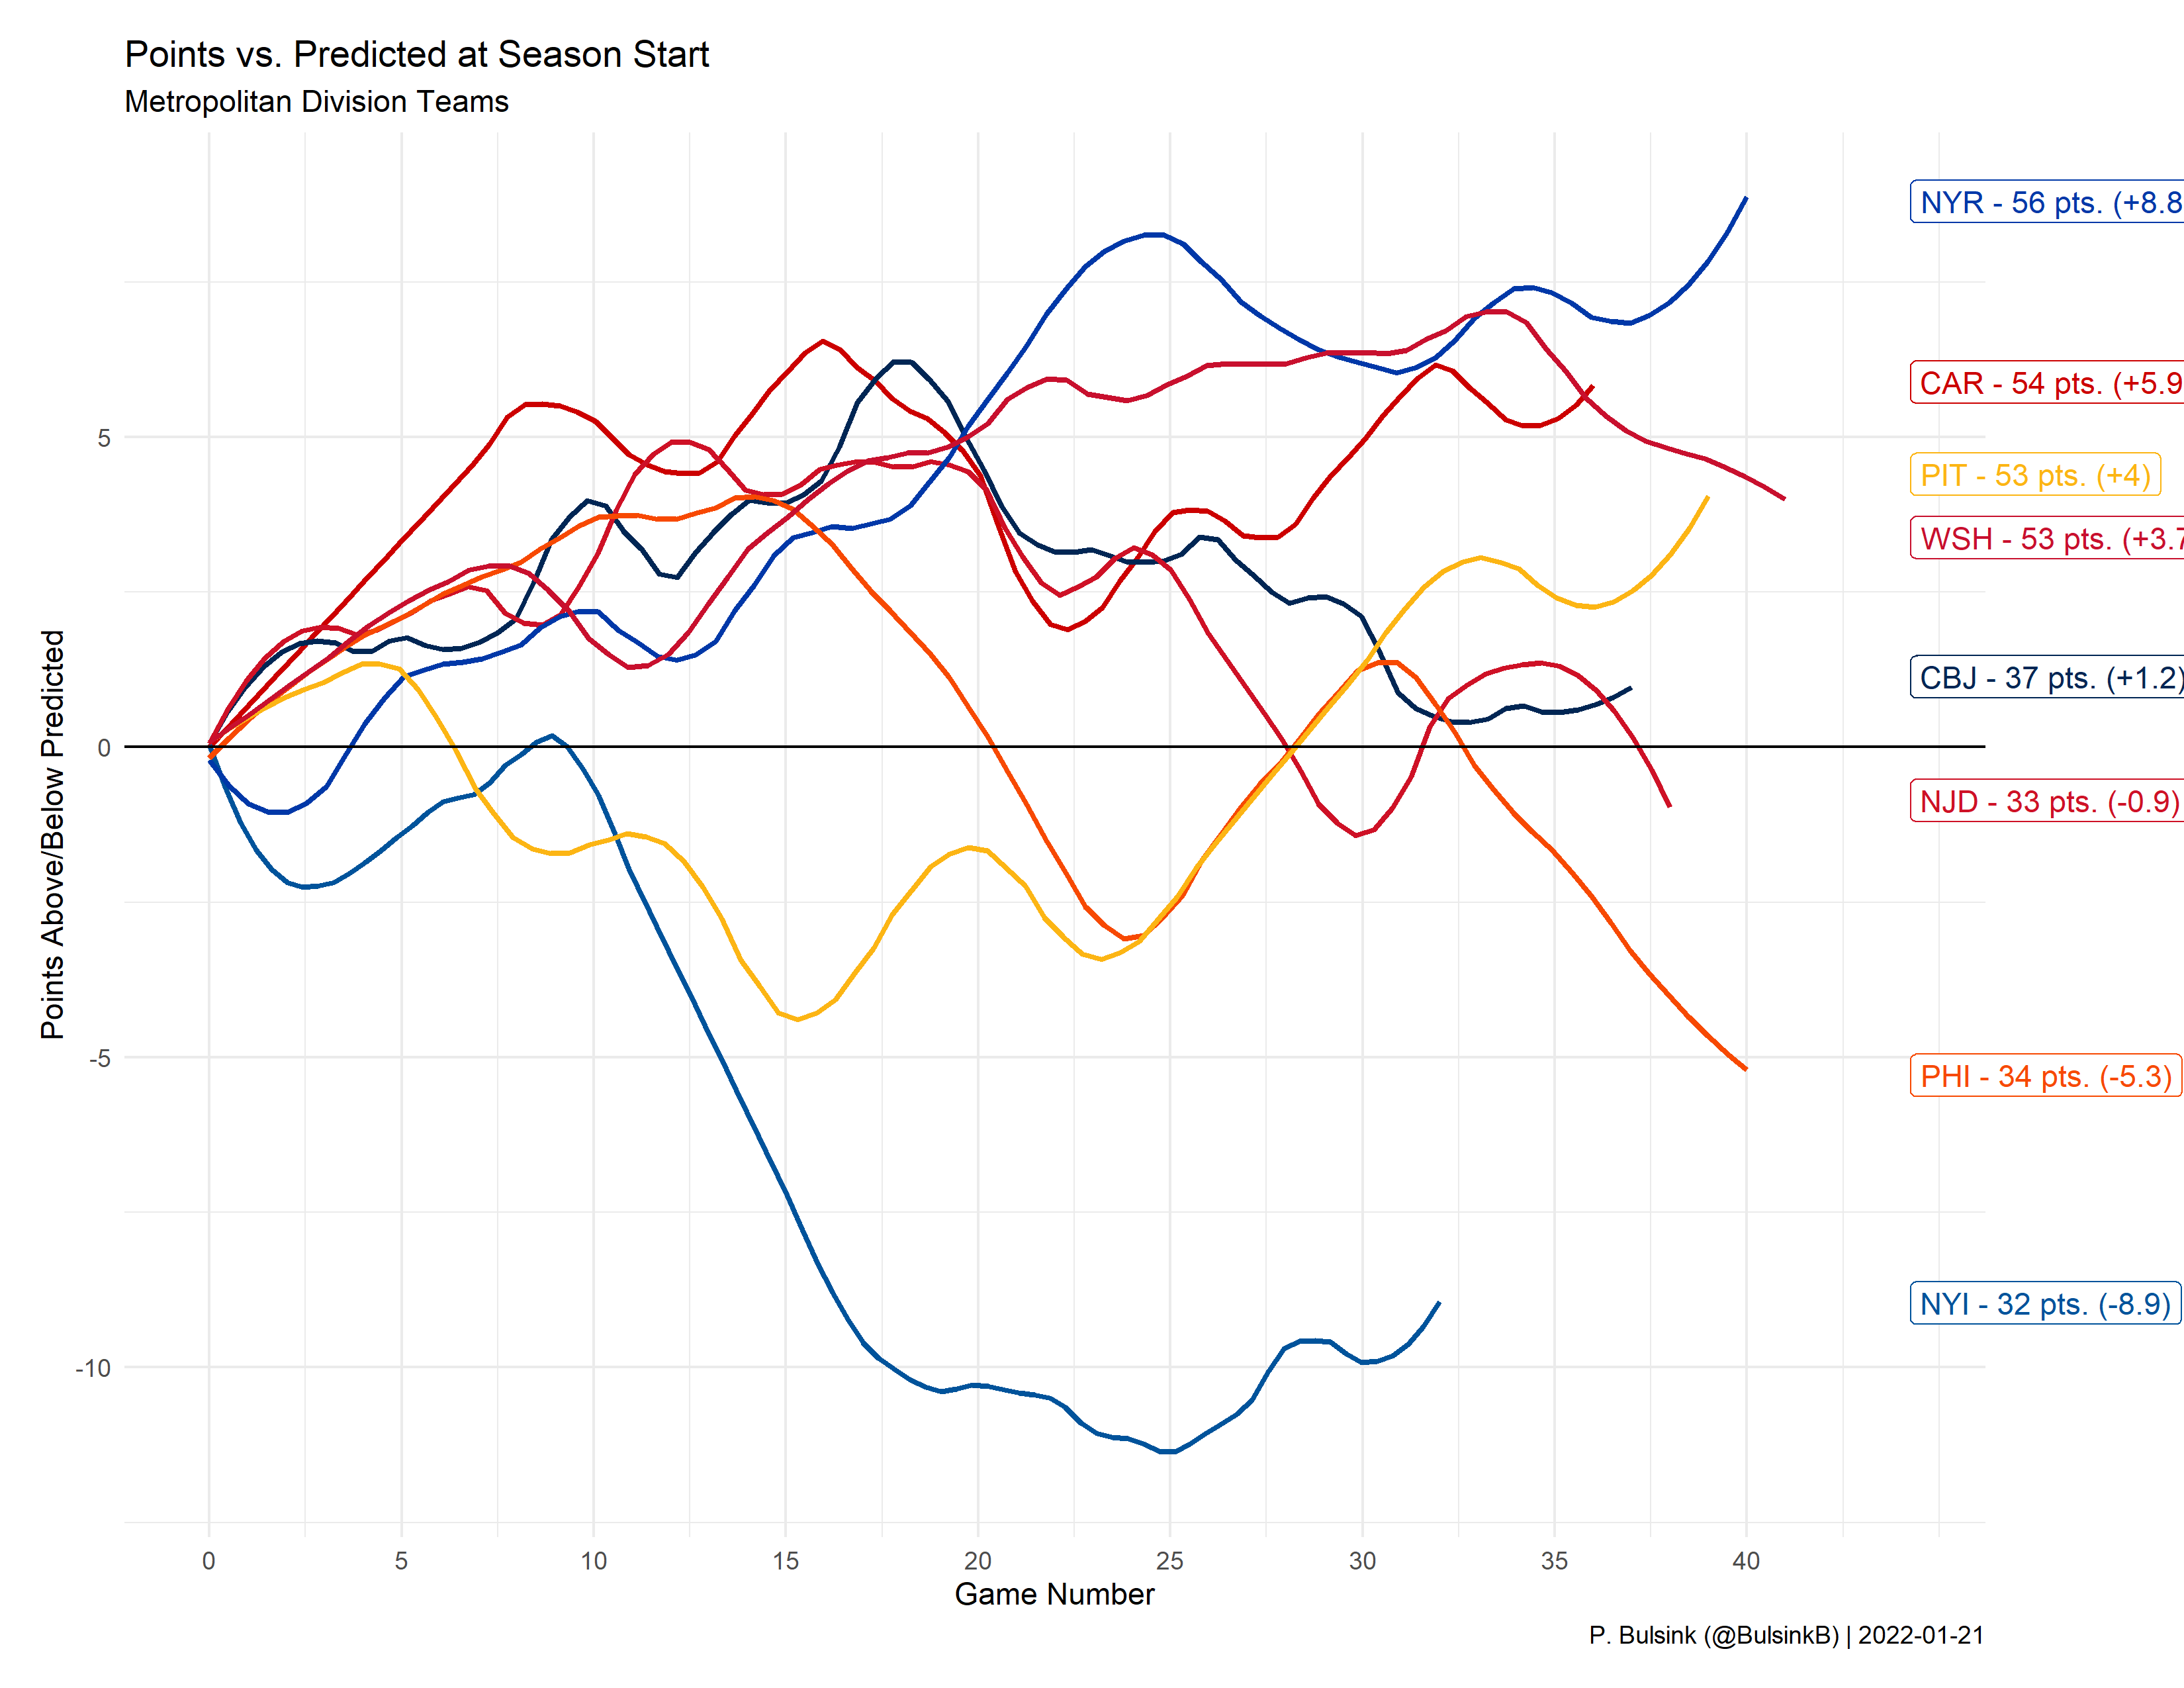 Points vs. Predicted at Season Start
Metropolitan Division Teams
NYR - 56 pts. (+8.8
CAR - 54 pts. (+5.9
PIT - 53 pts. (+4)
WSH - 53 pts. (+3.7
CBJ - 37 pts. (+1.2)
NJD - 33 pts. (-0.9)
PHI - 34 pts. (-5.3)
NYI - 32 pts. (-8.9)
Points Above/Below Predicted
5
0
-5
-10
0 5 10 15 20 25 30 35 40
Game Number
P. Bulsink (@BulsinkB) | 2022-01-21